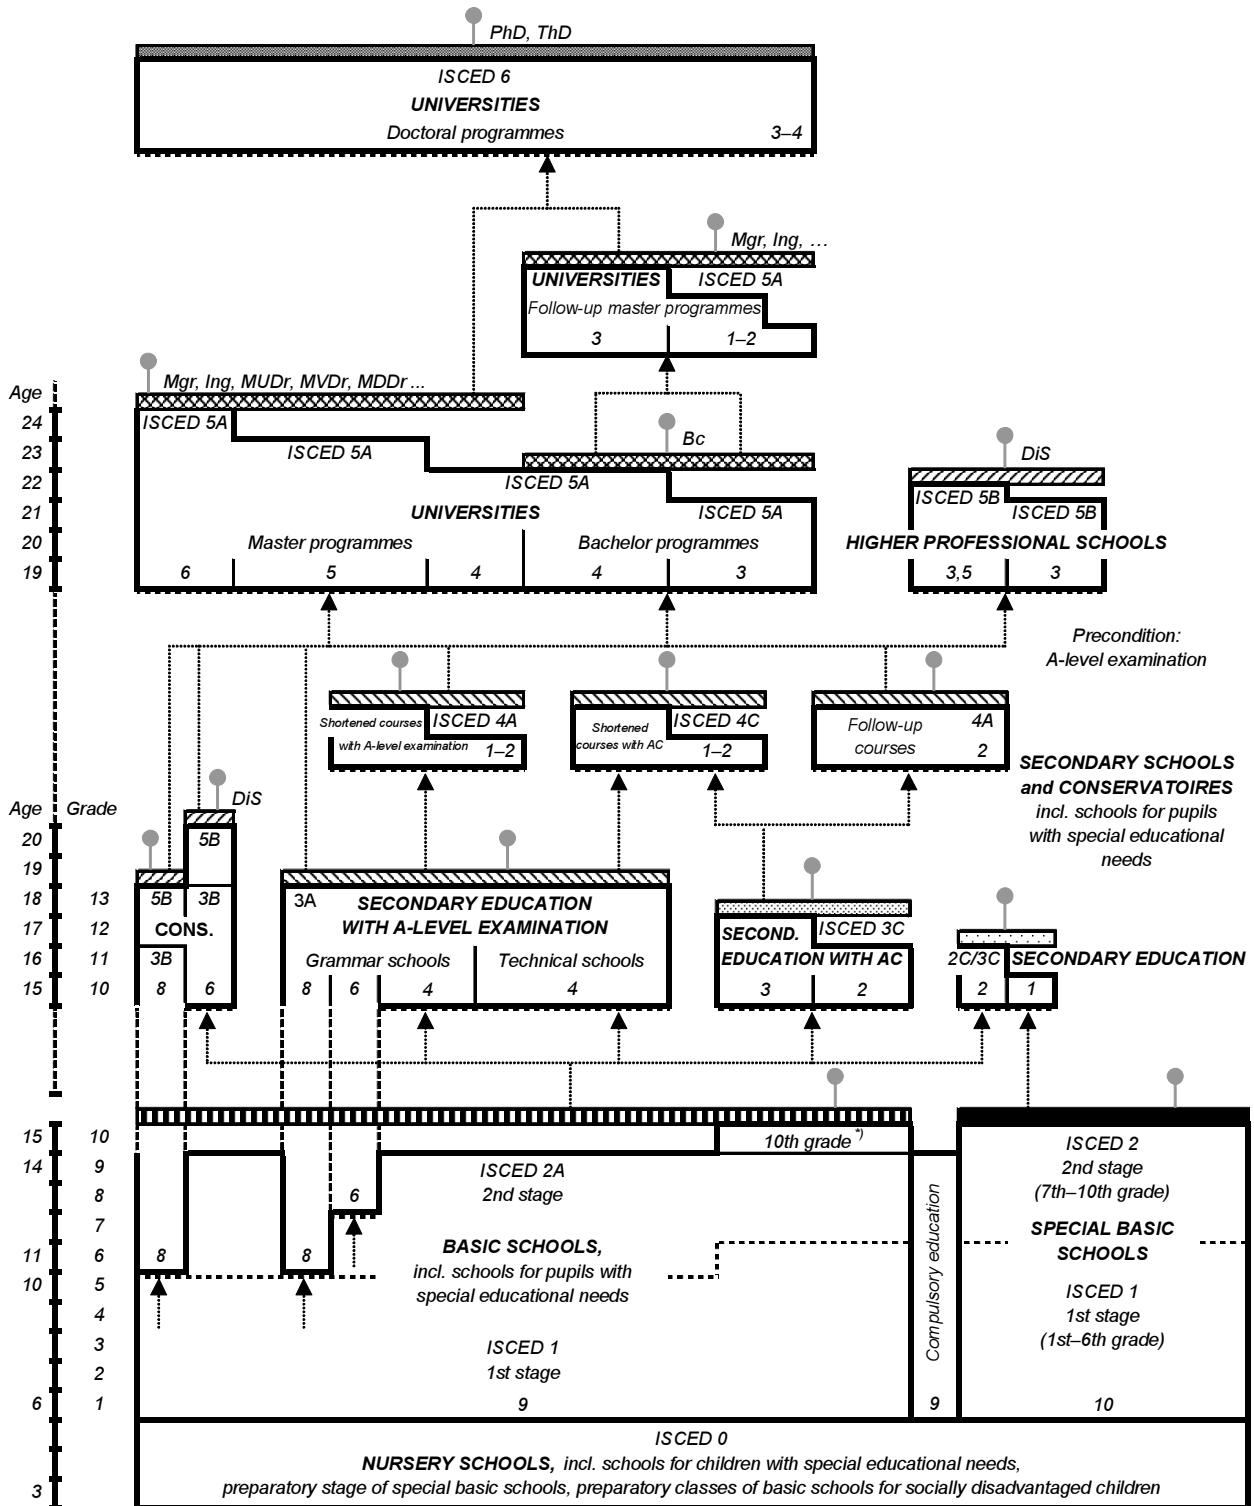 PhD, ThD
ISCED 6
UNIVERSITIES
Doctoral programmes 3–4
Mgr, Ing, …
UNIVERSITIES ISCED 5A
Follow-up master programmes
3 1–2
Mgr, Ing, MUDr, MVDr, MDDr ...
Age
24 ISCED 5A
23 ISCED 5A Bc DiS
22 ISCED 5A ISCED 5B
21 UNIVERSITIES ISCED 5A ISCED 5B
20 Master programmes Bachelor programmes HIGHER PROFESSIONAL SCHOOLS
19 6 5 4 4 3 3,5 3
Precondition:
A-level examination
Shortened courses ISCED 4A
with A-level examination 1–2
Shortened ISCED 4C
courses with AC 1–2
Follow-up 4A
courses 2
SECONDARY SCHOOLS
and CONSERVATOIRES
incl. schools for pupils
with special educational
needs
DiS
Age Grade
20 5B
19
18 13 5B 3B 3A SECONDARY EDUCATION
17 12 CONS. WITH A-LEVEL EXAMINATION SECOND. ISCED 3C
16 11 3B Grammar schools Technical schools EDUCATION WITH AC 2C/3C SECONDARY EDUCATION
15 10 8 6 8 6 4 4 3 2 2 1
15 10 10th grade *) ISCED 2
14 9 ISCED 2A 2nd stage
8 6 2nd stage (7th–10th grade)
7 SPECIAL BASIC
11 6 8 8 BASIC SCHOOLS, SCHOOLS
10 5 incl. schools for pupils with
special educational needs ISCED 1
4 1st stage
3 ISCED 1 (1st–6th grade)
2 1st stage
Compulsory education
6 1 9 9 10
ISCED 0
NURSERY SCHOOLS, incl. schools for children with special educational needs,
3 preparatory stage of special basic schools, preparatory classes of basic schools for socially disadvantaged children